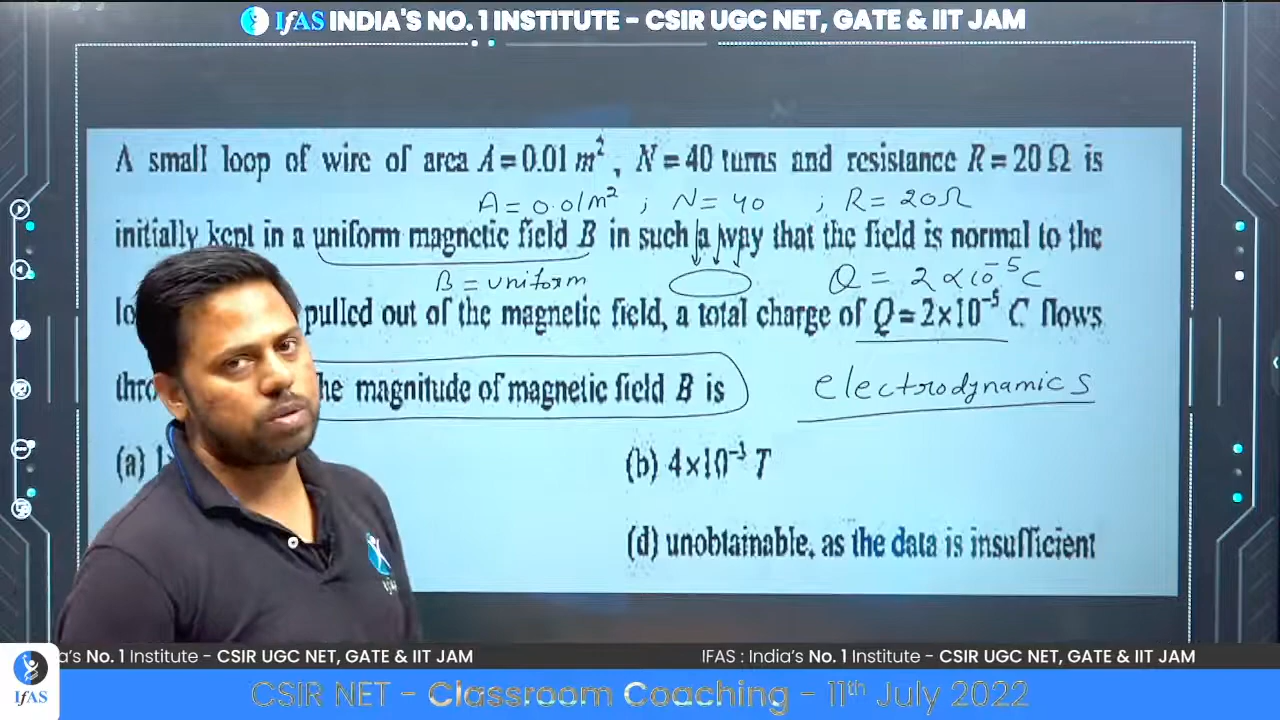 IfAS INDIA'S NO. 1 INSTITUTE - CSIR UGC NET, GATE & IIT JAM
A small loop of wire of area A = 0.01 m², N = 40 turns and resistance R = 20 Ω is
A = 0.01m² ; N = 40 ; R = 20Ω
initially kept in a uniform magnetic field B in such a way that the field is normal to the
B = uniform Q = 2×10⁻⁵ C
pulled out of the magnetic field, a total charge of Q = 2×10⁻⁵ C flows
the magnitude of magnetic field B is electrodynamics
(a) (b) 4×10⁻³ T
(d) unobtainable, as the data is insufficient
a's No. 1 Institute - CSIR UGC NET, GATE & IIT JAM IFAS : India's No. 1 Institute - CSIR UGC NET, GATE & IIT JAM
IfAS
CSIR NET - Classroom Coaching - 11th July 2022